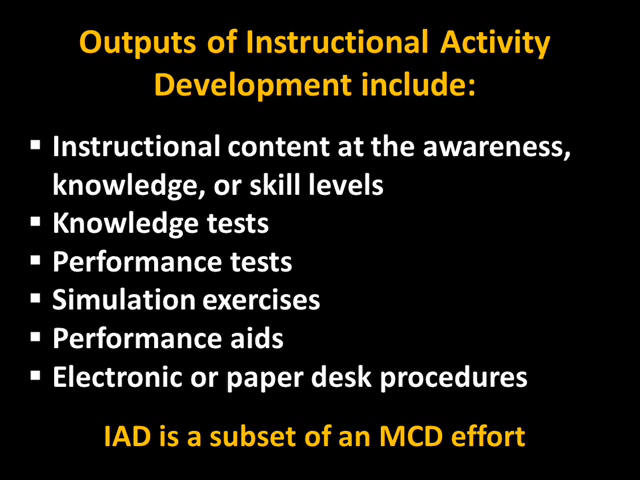 Outputs of Instructional Activity
Development include:
▪ Instructional content at the awareness,
knowledge, or skill levels
▪ Knowledge tests
▪ Performance tests
▪ Simulation exercises
▪ Performance aids
▪ Electronic or paper desk procedures
IAD is a subset of an MCD effort